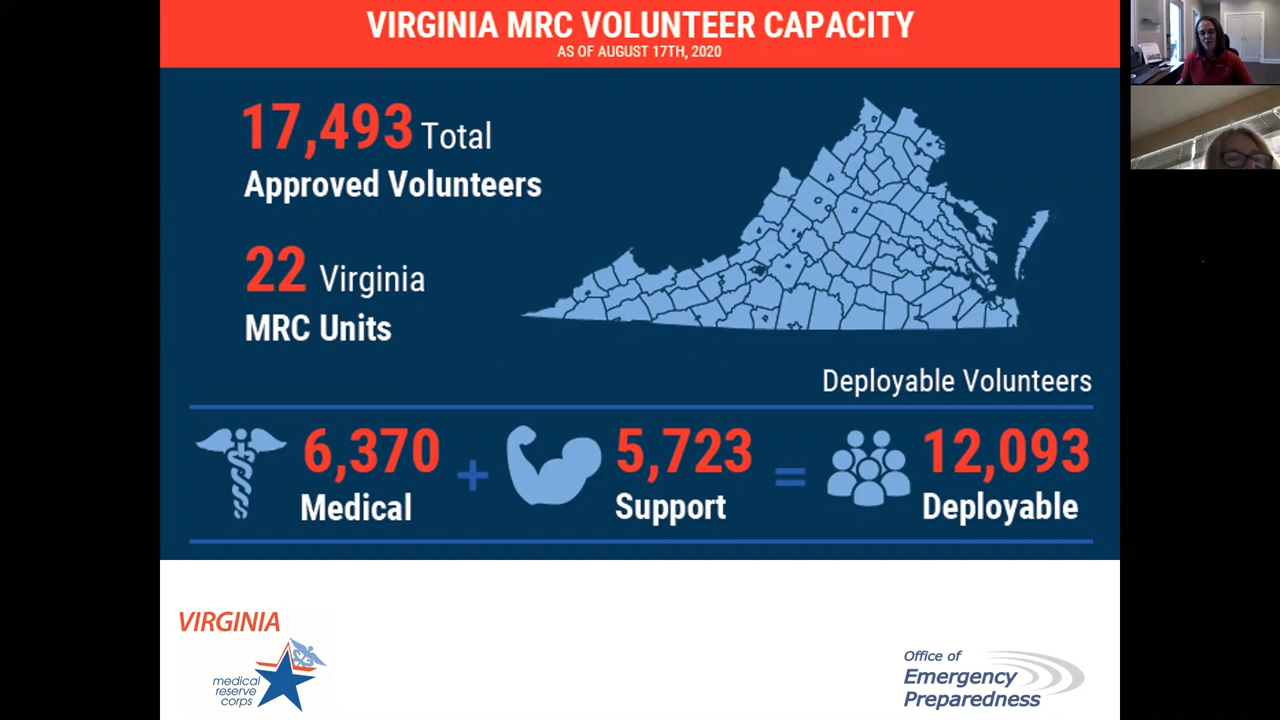 VIRGINIA MRC VOLUNTEER CAPACITY
AS OF AUGUST 17TH, 2020
17,493 Total
Approved Volunteers
22 Virginia
MRC Units
Deployable Volunteers
6,370
Medical
+
5,723
Support
=
12,093
Deployable
VIRGINIA
medical
reserve
corps
Office of
Emergency
Preparedness